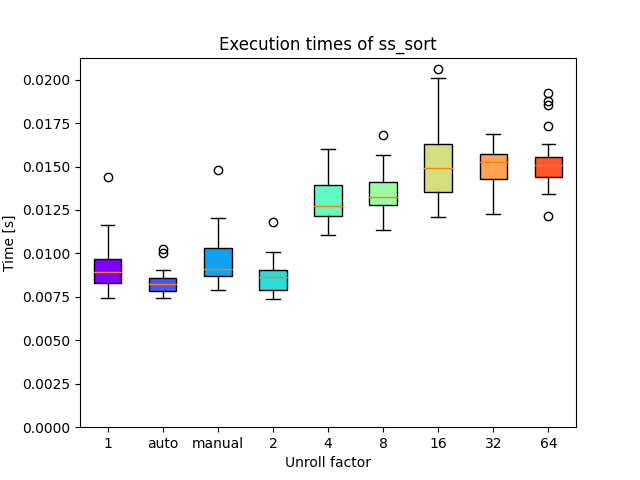 Execution times of ss_sort
0.0200
0.0175
0.0150
0.0125
0.0100
0.0075
0.0050
0.0025
0.0000
Time [s]
1 auto manual 2 4 8 16 32 64
Unroll factor